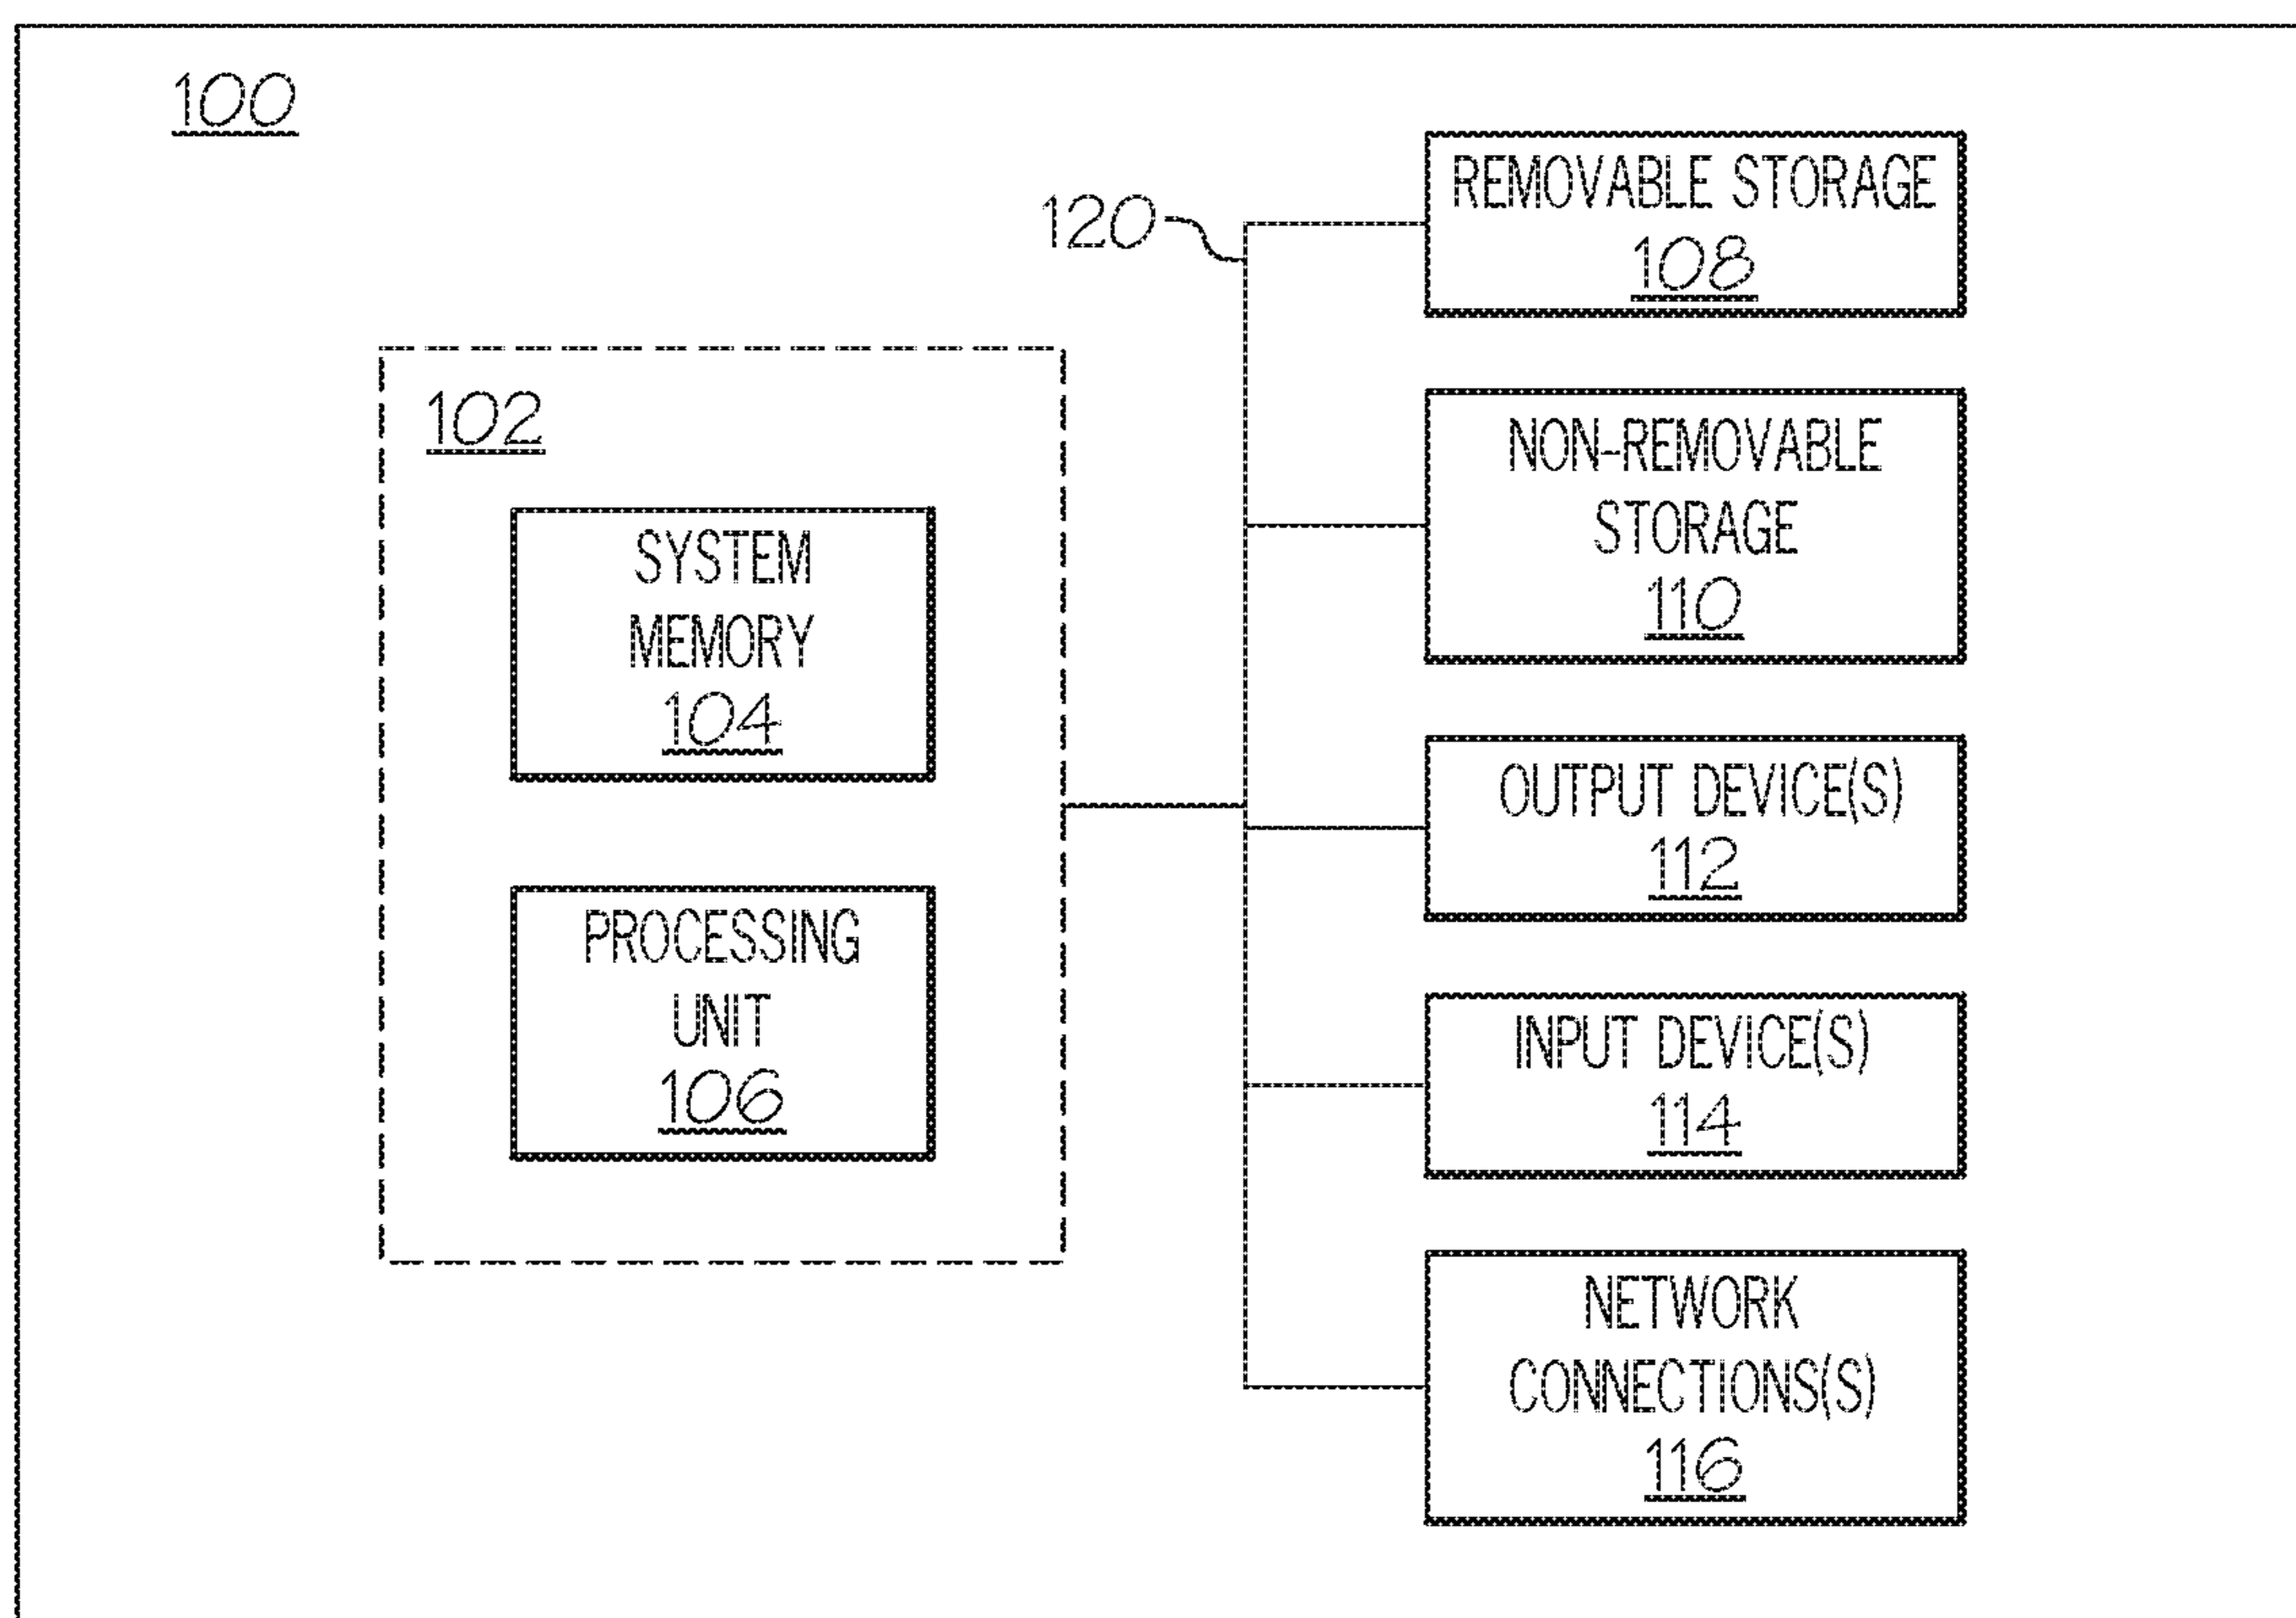 100
120
REMOVABLE STORAGE
108
102
NON-REMOVABLE
STORAGE
110
SYSTEM
MEMORY
104
OUTPUT DEVICE(S)
112
PROCESSING
UNIT
106
INPUT DEVICE(S)
114
NETWORK
CONNECTIONS(S)
116